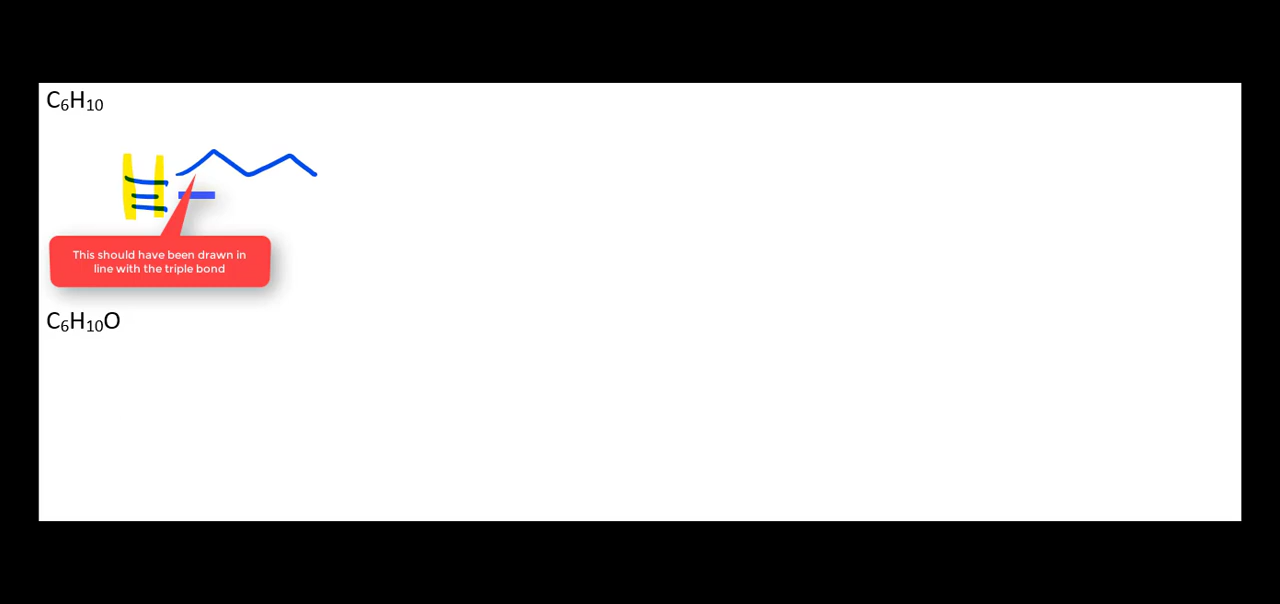 C₆H₁₀
This should have been drawn in
line with the triple bond
C₆H₁₀O